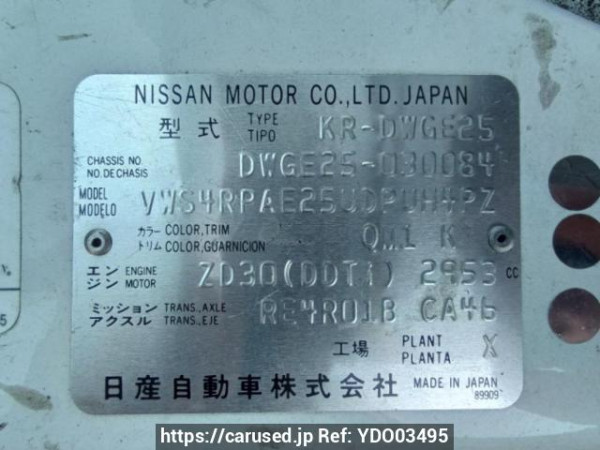 NISSAN MOTOR CO.,LTD.JAPAN
型式 TYPE TIPO KR-DWGE25
CHASSIS NO. NO.DE CHASIS DWGE25-030084
MODEL MODELO VWS4RPAE25UDPUH4PZ
カラー COLOR,TRIM トリム COLOR,GUARNICION QM1 K
エンジン ENGINE MOTOR ZD30(DDTi) 2953 CC
ミッション TRANS.,AXLE アクスル TRANS.,EJE RE4R01B CA46
工場 PLANT PLANTA X
日産自動車株式会社 MADE IN JAPAN
89909
5
https://carused.jp Ref: YDO03495